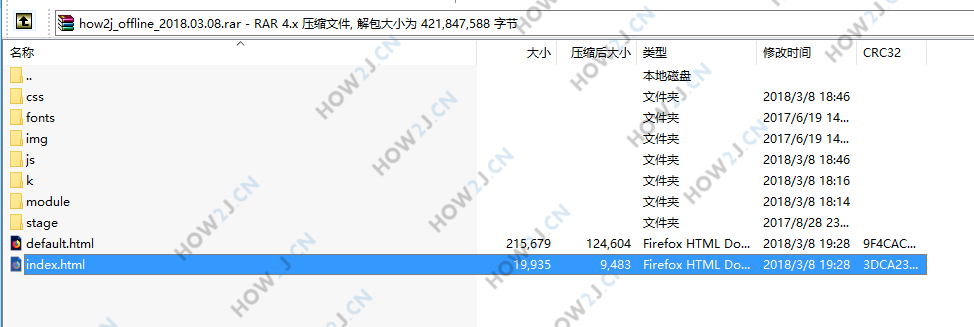 how2j_offline_2018.03.08.rar - RAR 4.x 压缩文件, 解包大小为 421,847,588 字节
名称 大小 压缩后大小 类型 修改时间 CRC32
.. 本地磁盘
css 文件夹 2018/3/8 18:46
fonts 文件夹 2017/6/19 14...
img 文件夹 2017/6/19 14...
js 文件夹 2018/3/8 18:46
k 文件夹 2018/3/8 18:16
module 文件夹 2018/3/8 18:14
stage 文件夹 2017/8/28 23...
default.html 215,679 124,604 Firefox HTML Do... 2018/3/8 19:28 9F4CAC...
index.html 19,935 9,483 Firefox HTML Do... 2018/3/8 19:28 3DCA23...
HOW2J.CN
HOW2J.CN
HOW2J.CN
HOW2J.CN
HOW2J.CN
HOW2J.CN
HOW2J.CN
HOW2J.CN
HOW2J.CN